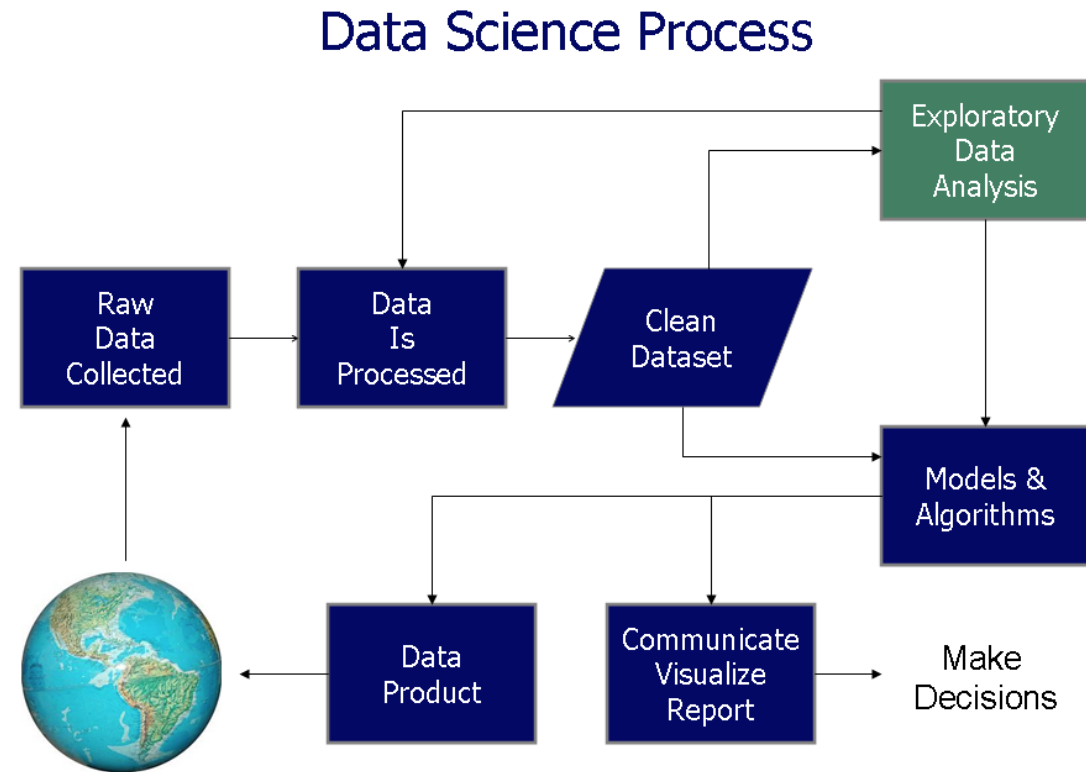 Data Science Process
Exploratory
Data
Analysis
Raw
Data
Collected
Data
Is
Processed
Clean
Dataset
Models &
Algorithms
Data
Product
Communicate
Visualize
Report
Make
Decisions